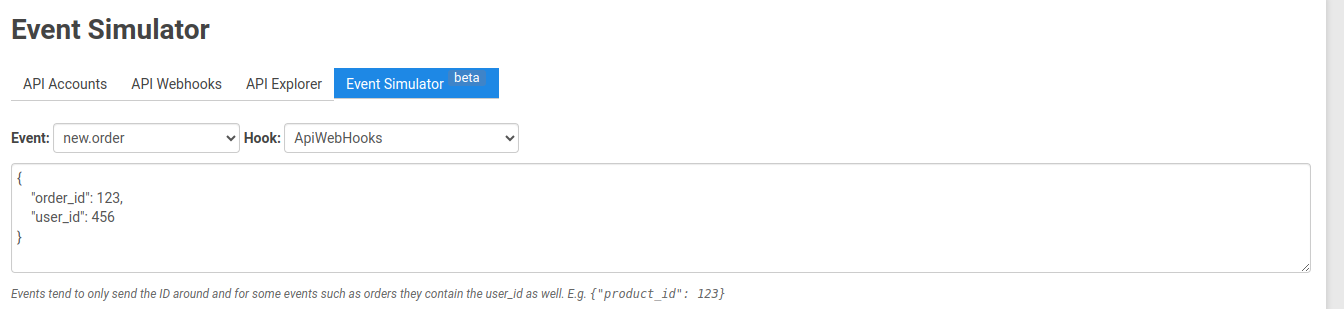 Event Simulator
API Accounts API Webhooks API Explorer Event Simulator beta
Event: new.order Hook: ApiWebHooks
{
"order_id": 123,
"user_id": 456
}
Events tend to only send the ID around and for some events such as orders they contain the user_id as well. E.g. {"product_id": 123}